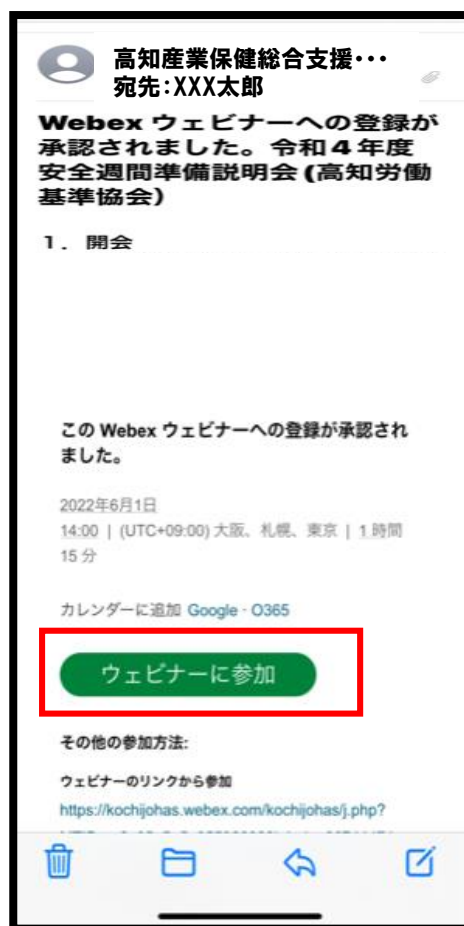 高知産業保健総合支援・・・
宛先：XXX太郎
Webex ウェビナーへの登録が
承認されました。令和４年度
安全週間準備説明会 (高知労働
基準協会）
１．開会
この Webex ウェビナーへの登録が承認され
ました。
2022年6月1日
14:00 | (UTC+09:00) 大阪、札幌、東京 | 1 時間
15 分
カレンダーに追加 Google · O365
ウェビナーに参加
その他の参加方法:
ウェビナーのリンクから参加
https://kochijohas.webex.com/kochijohas/j.php?